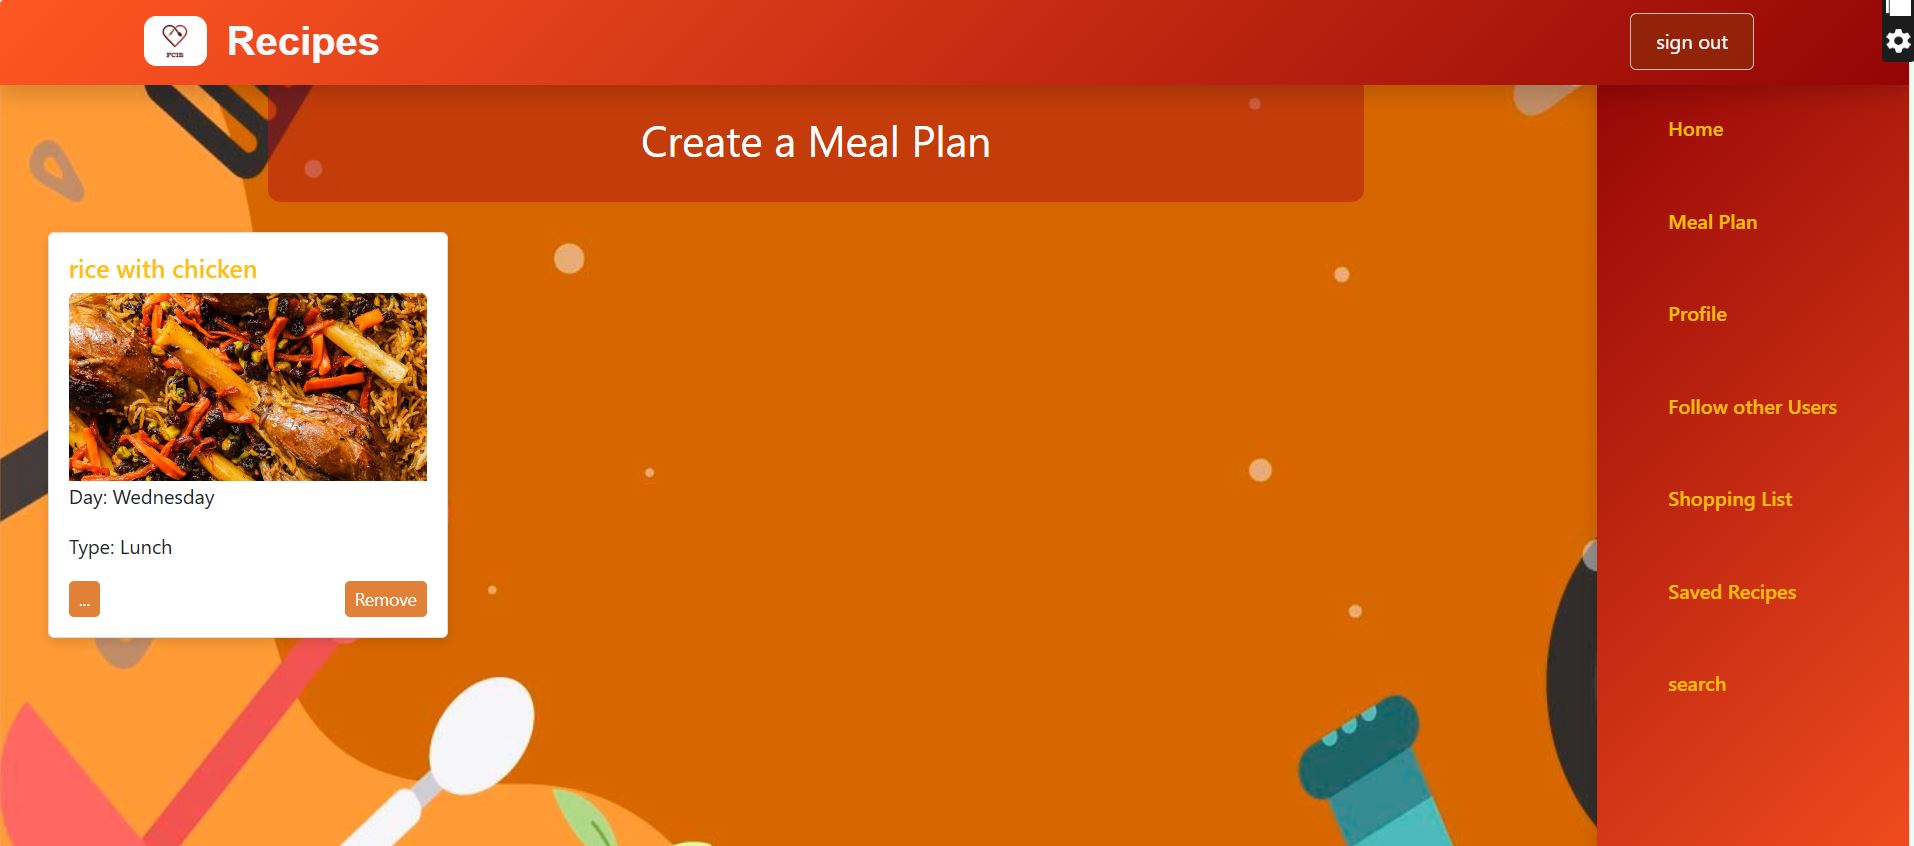 FCIS
Recipes
sign out
Create a Meal Plan
rice with chicken
Day: Wednesday
Type: Lunch
...
Remove
Home
Meal Plan
Profile
Follow other Users
Shopping List
Saved Recipes
search